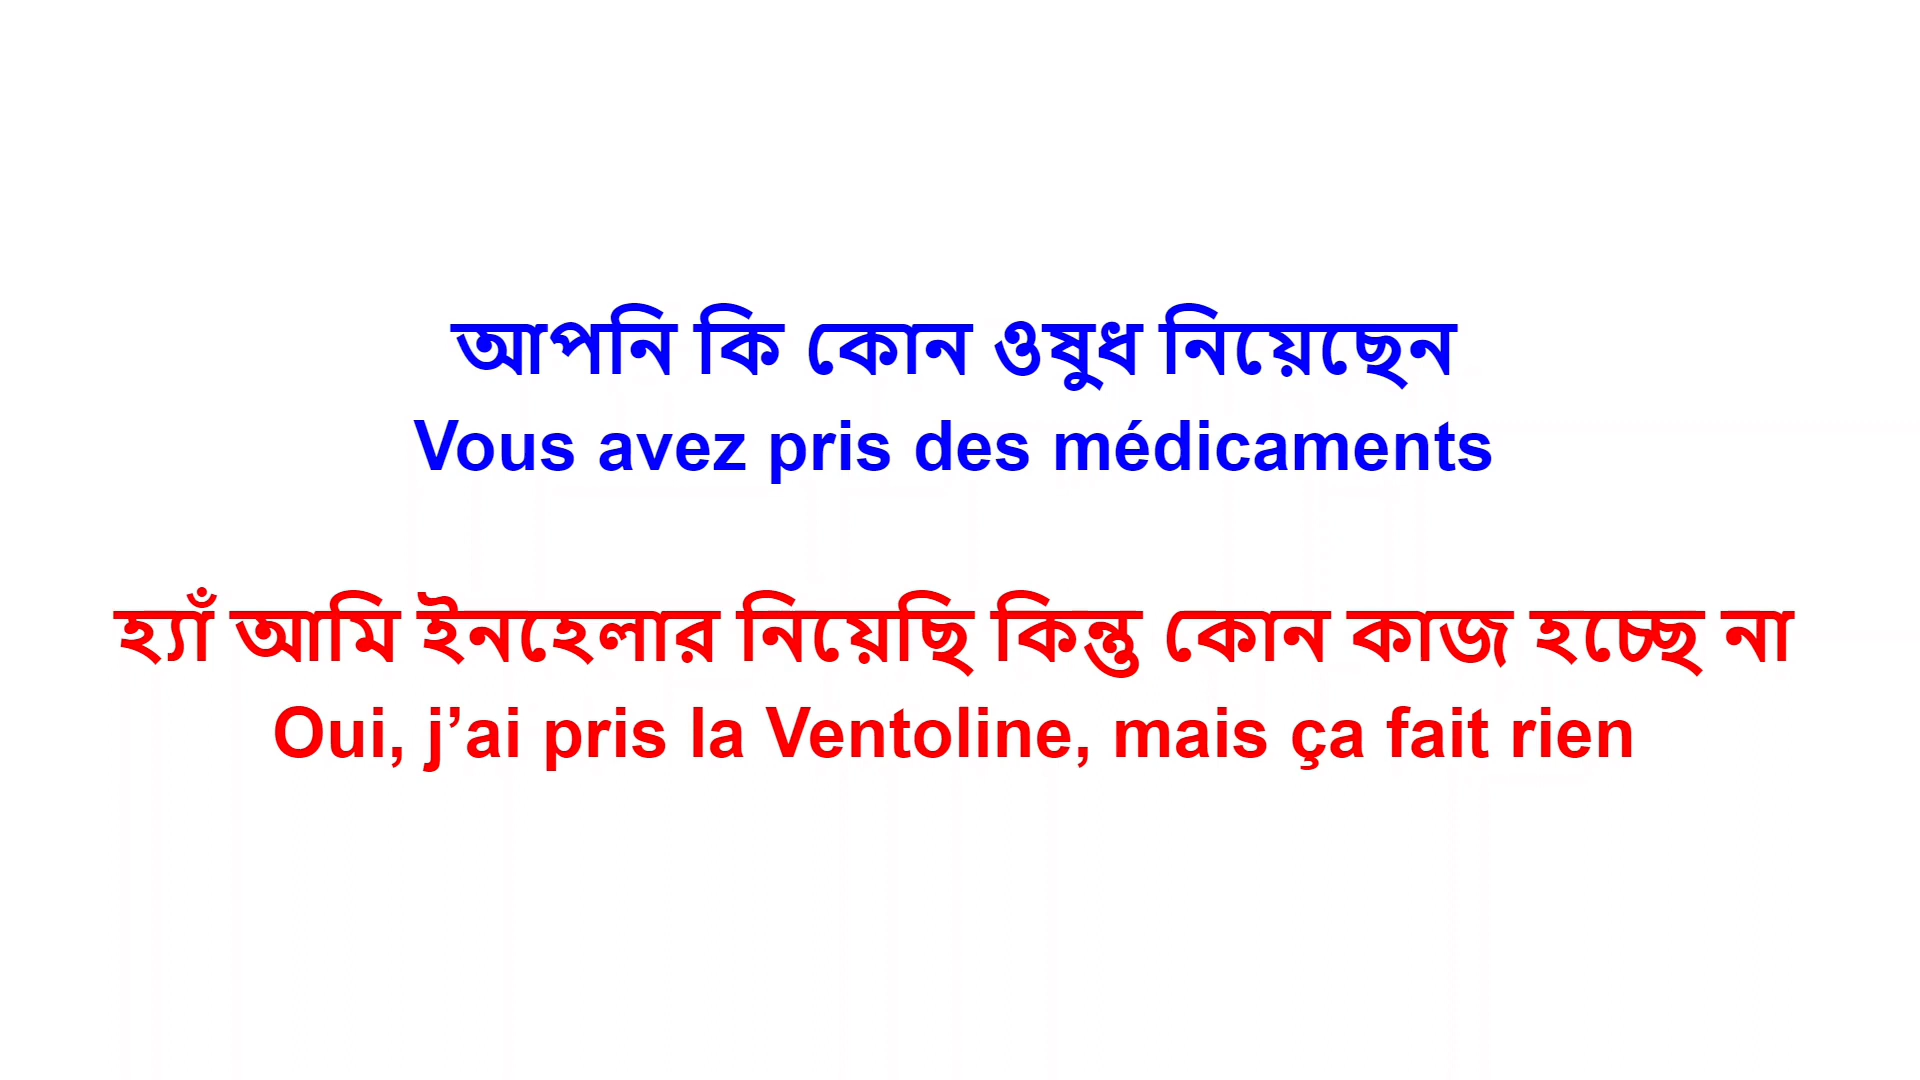 আপনি কি কোন ওষুধ নিয়েছেন
Vous avez pris des médicaments
হ্যাঁ আমি ইনহেলার নিয়েছি কিন্তু কোন কাজ হচ্ছে না
Oui, j’ai pris la Ventoline, mais ça fait rien